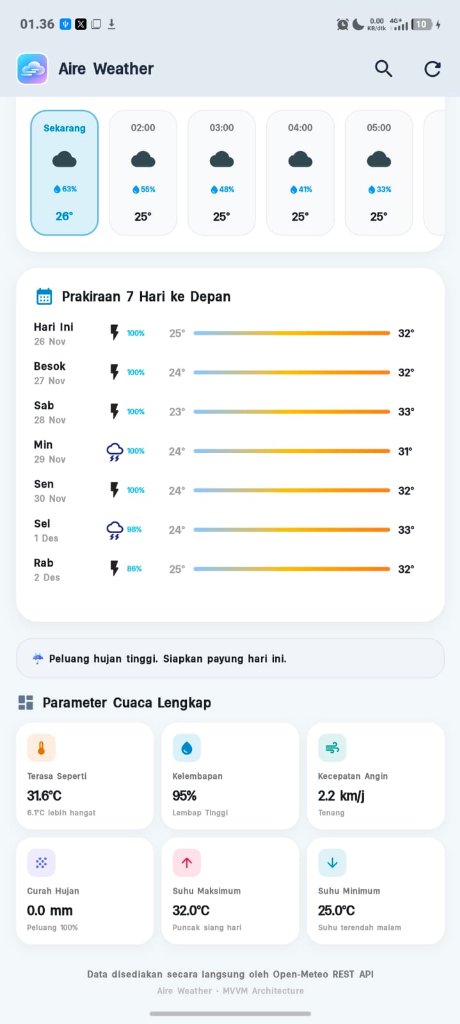 01.36
0.00
KB/dtk
4G+
10
Aire Weather
Sekarang
02:00
03:00
04:00
05:00
63%
55%
48%
41%
33%
26°
25°
25°
25°
25°
Prakiraan 7 Hari ke Depan
Hari Ini
26 Nov
100%
25°
32°
Besok
27 Nov
100%
24°
32°
Sab
28 Nov
100%
23°
33°
Min
29 Nov
100%
24°
31°
Sen
30 Nov
100%
24°
32°
Sel
1 Des
98%
24°
33°
Rab
2 Des
86%
25°
32°
Peluang hujan tinggi. Siapkan payung hari ini.
Parameter Cuaca Lengkap
Terasa Seperti
31.6°C
6.1°C lebih hangat
Kelembapan
95%
Lembap Tinggi
Kecepatan Angin
2.2 km/j
Tenang
Curah Hujan
0.0 mm
Peluang 100%
Suhu Maksimum
32.0°C
Puncak siang hari
Suhu Minimum
25.0°C
Suhu terendah malam
Data disediakan secara langsung oleh Open-Meteo REST API
Aire Weather • MVVM Architecture